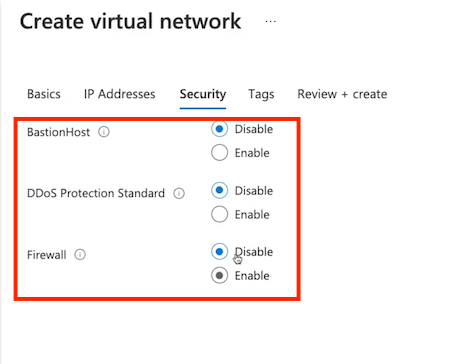 Create virtual network ...
Basics IP Addresses Security Tags Review + create
BastionHost Disable
Enable
DDoS Protection Standard Disable
Enable
Firewall Disable
Enable